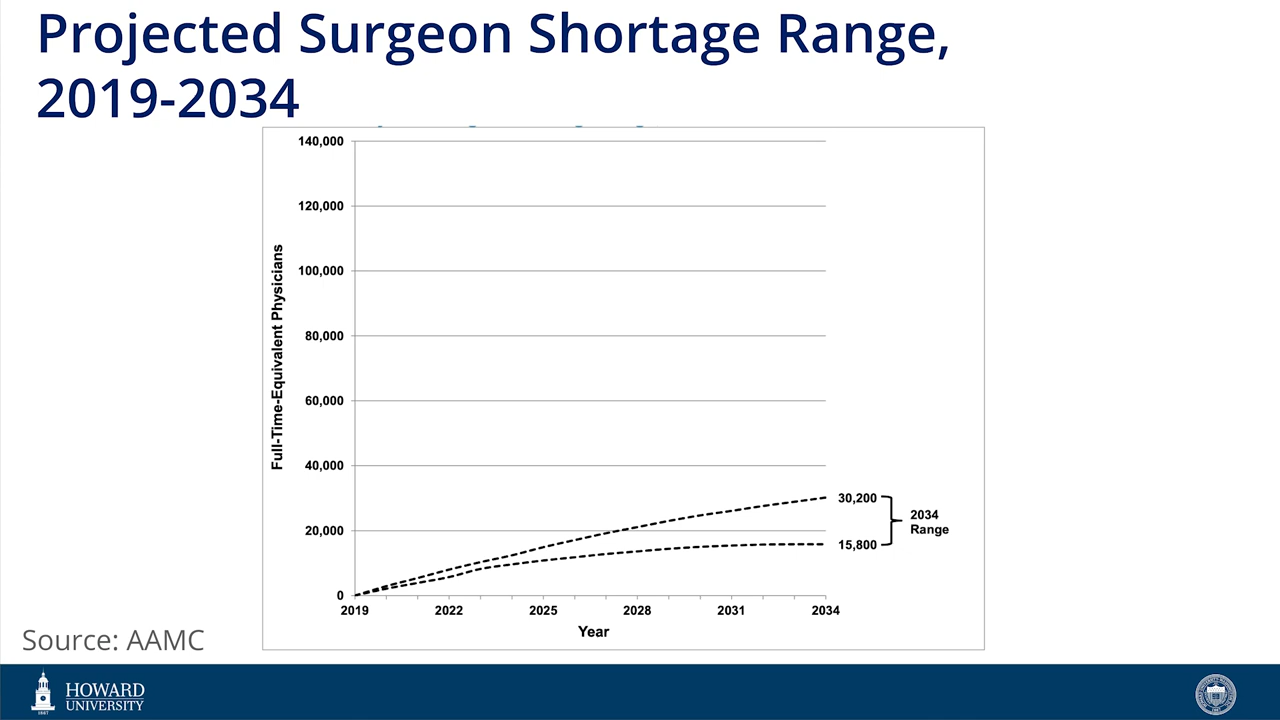 Projected Surgeon Shortage Range,
2019-2034
140,000
120,000
100,000
80,000
60,000
40,000
20,000
0
Full-Time-Equivalent Physicians
30,200
15,800
2034
Range
2019
2022
2025
2028
2031
2034
Year
Source: AAMC
HOWARD
UNIVERSITY
1867